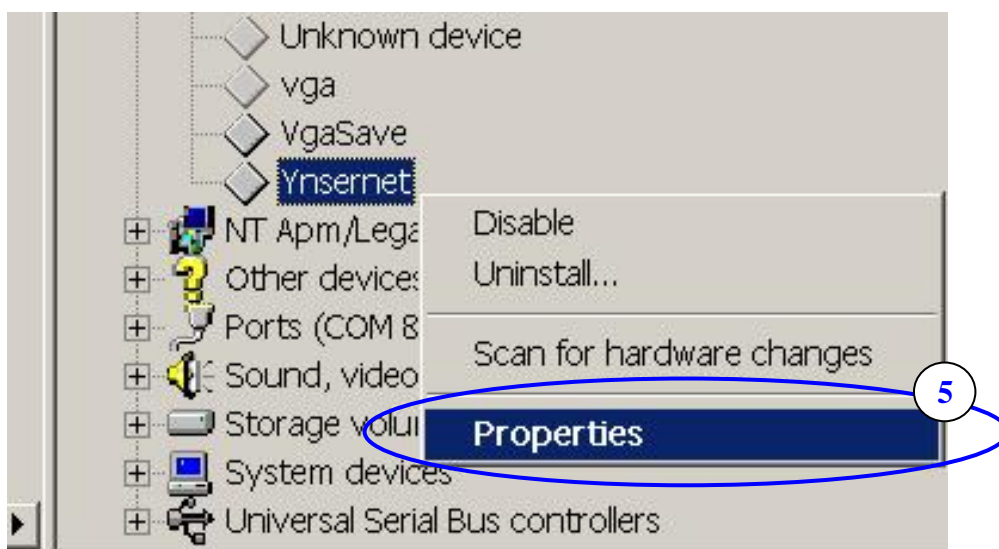 Unknown device
vga
VgaSave
Ynsernet
NT Apm/Lega
Disable
Other devices
Uninstall...
Ports (COM &
Scan for hardware changes
Sound, video
5
Storage volu
Properties
System devices
Universal Serial Bus controllers